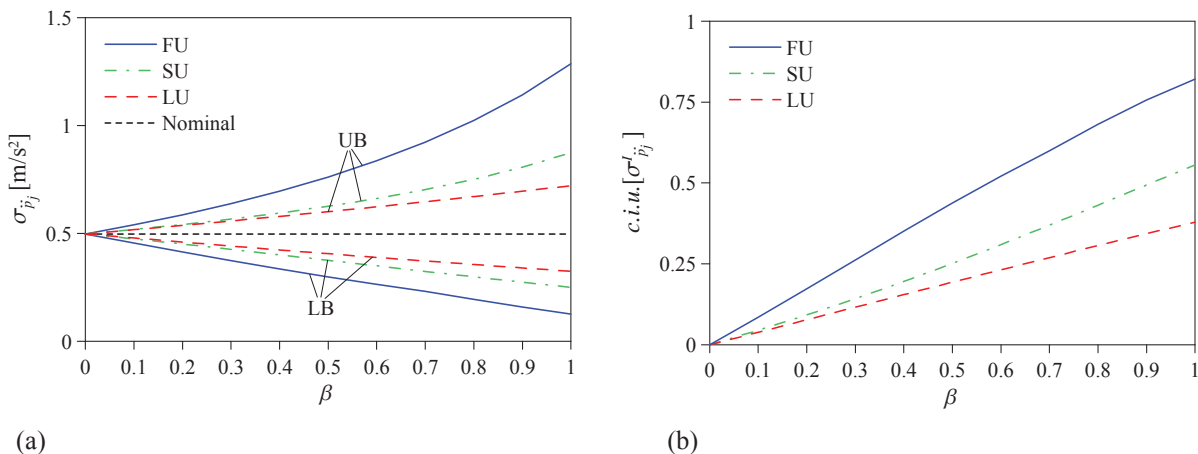 1.5
FU
SU
LU
Nominal
UB
1
0.5
0
LB
σp̈j [m/s²]
0 0.1 0.2 0.3 0.4 0.5 0.6 0.7 0.8 0.9 1
β
(a)
1
FU
SU
LU
0.75
0.5
0.25
0
c.i.u.[σᴵp̈j]
0 0.1 0.2 0.3 0.4 0.5 0.6 0.7 0.8 0.9 1
β
(b)